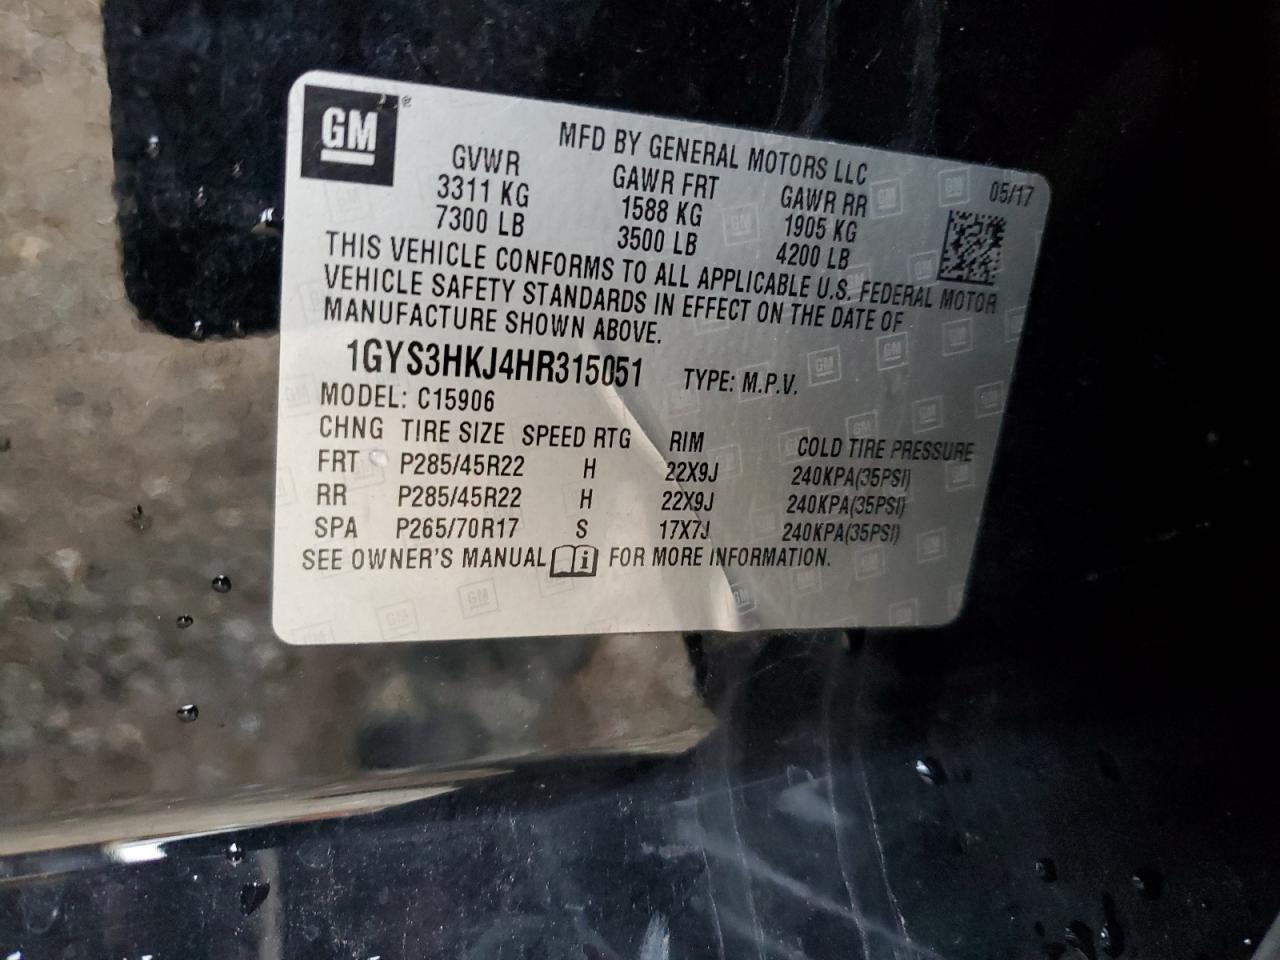 GM®
MFD BY GENERAL MOTORS LLC
05/17
GVWR GAWR FRT GAWR RR
3311 KG 1588 KG 1905 KG
7300 LB 3500 LB 4200 LB
THIS VEHICLE CONFORMS TO ALL APPLICABLE U.S. FEDERAL MOTOR
VEHICLE SAFETY STANDARDS IN EFFECT ON THE DATE OF
MANUFACTURE SHOWN ABOVE.
1GYS3HKJ4HR315051 TYPE: M.P.V.
MODEL: C15906
CHNG TIRE SIZE SPEED RTG RIM COLD TIRE PRESSURE
FRT P285/45R22 H 22X9J 240KPA(35PSI)
RR P285/45R22 H 22X9J 240KPA(35PSI)
SPA P265/70R17 S 17X7J 240KPA(35PSI)
SEE OWNER'S MANUAL i FOR MORE INFORMATION.